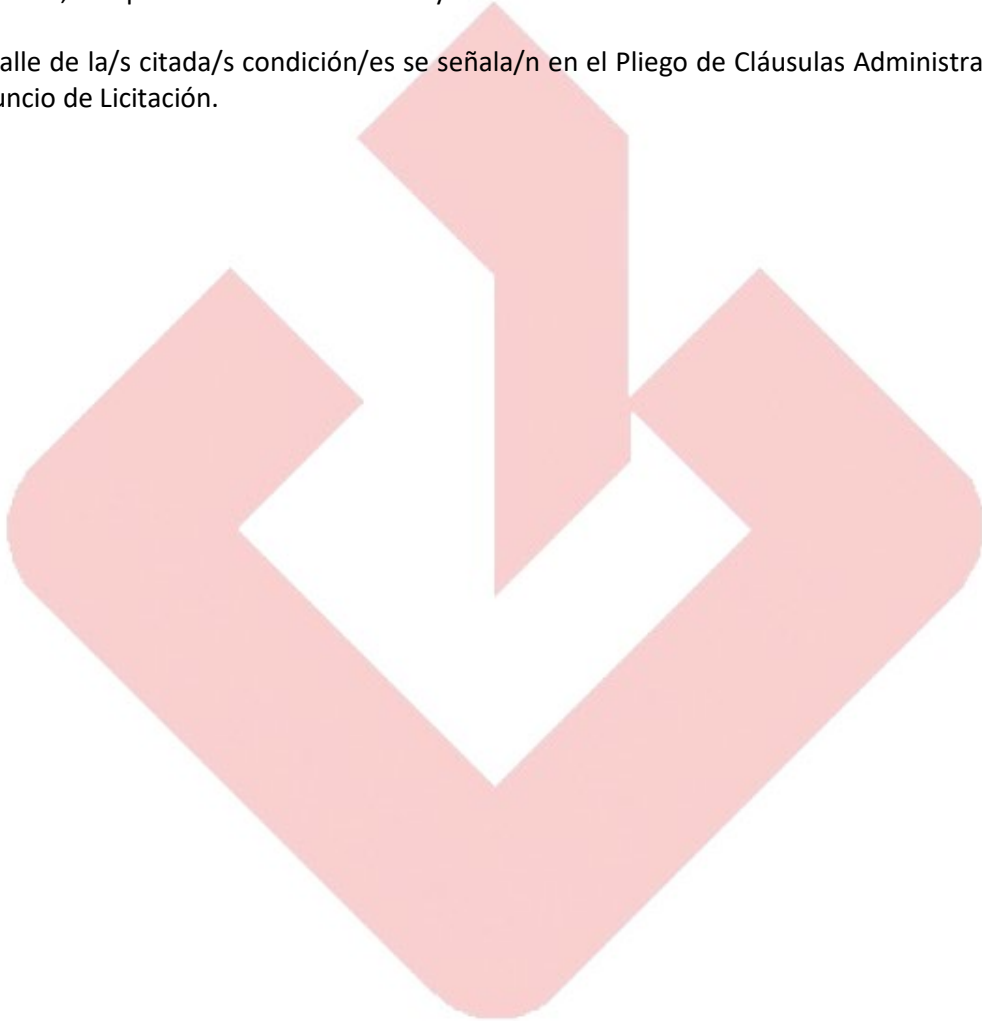 alle de la/s citada/s condición/es se señala/n en el Pliego de Cláusulas Administra
uncio de Licitación.